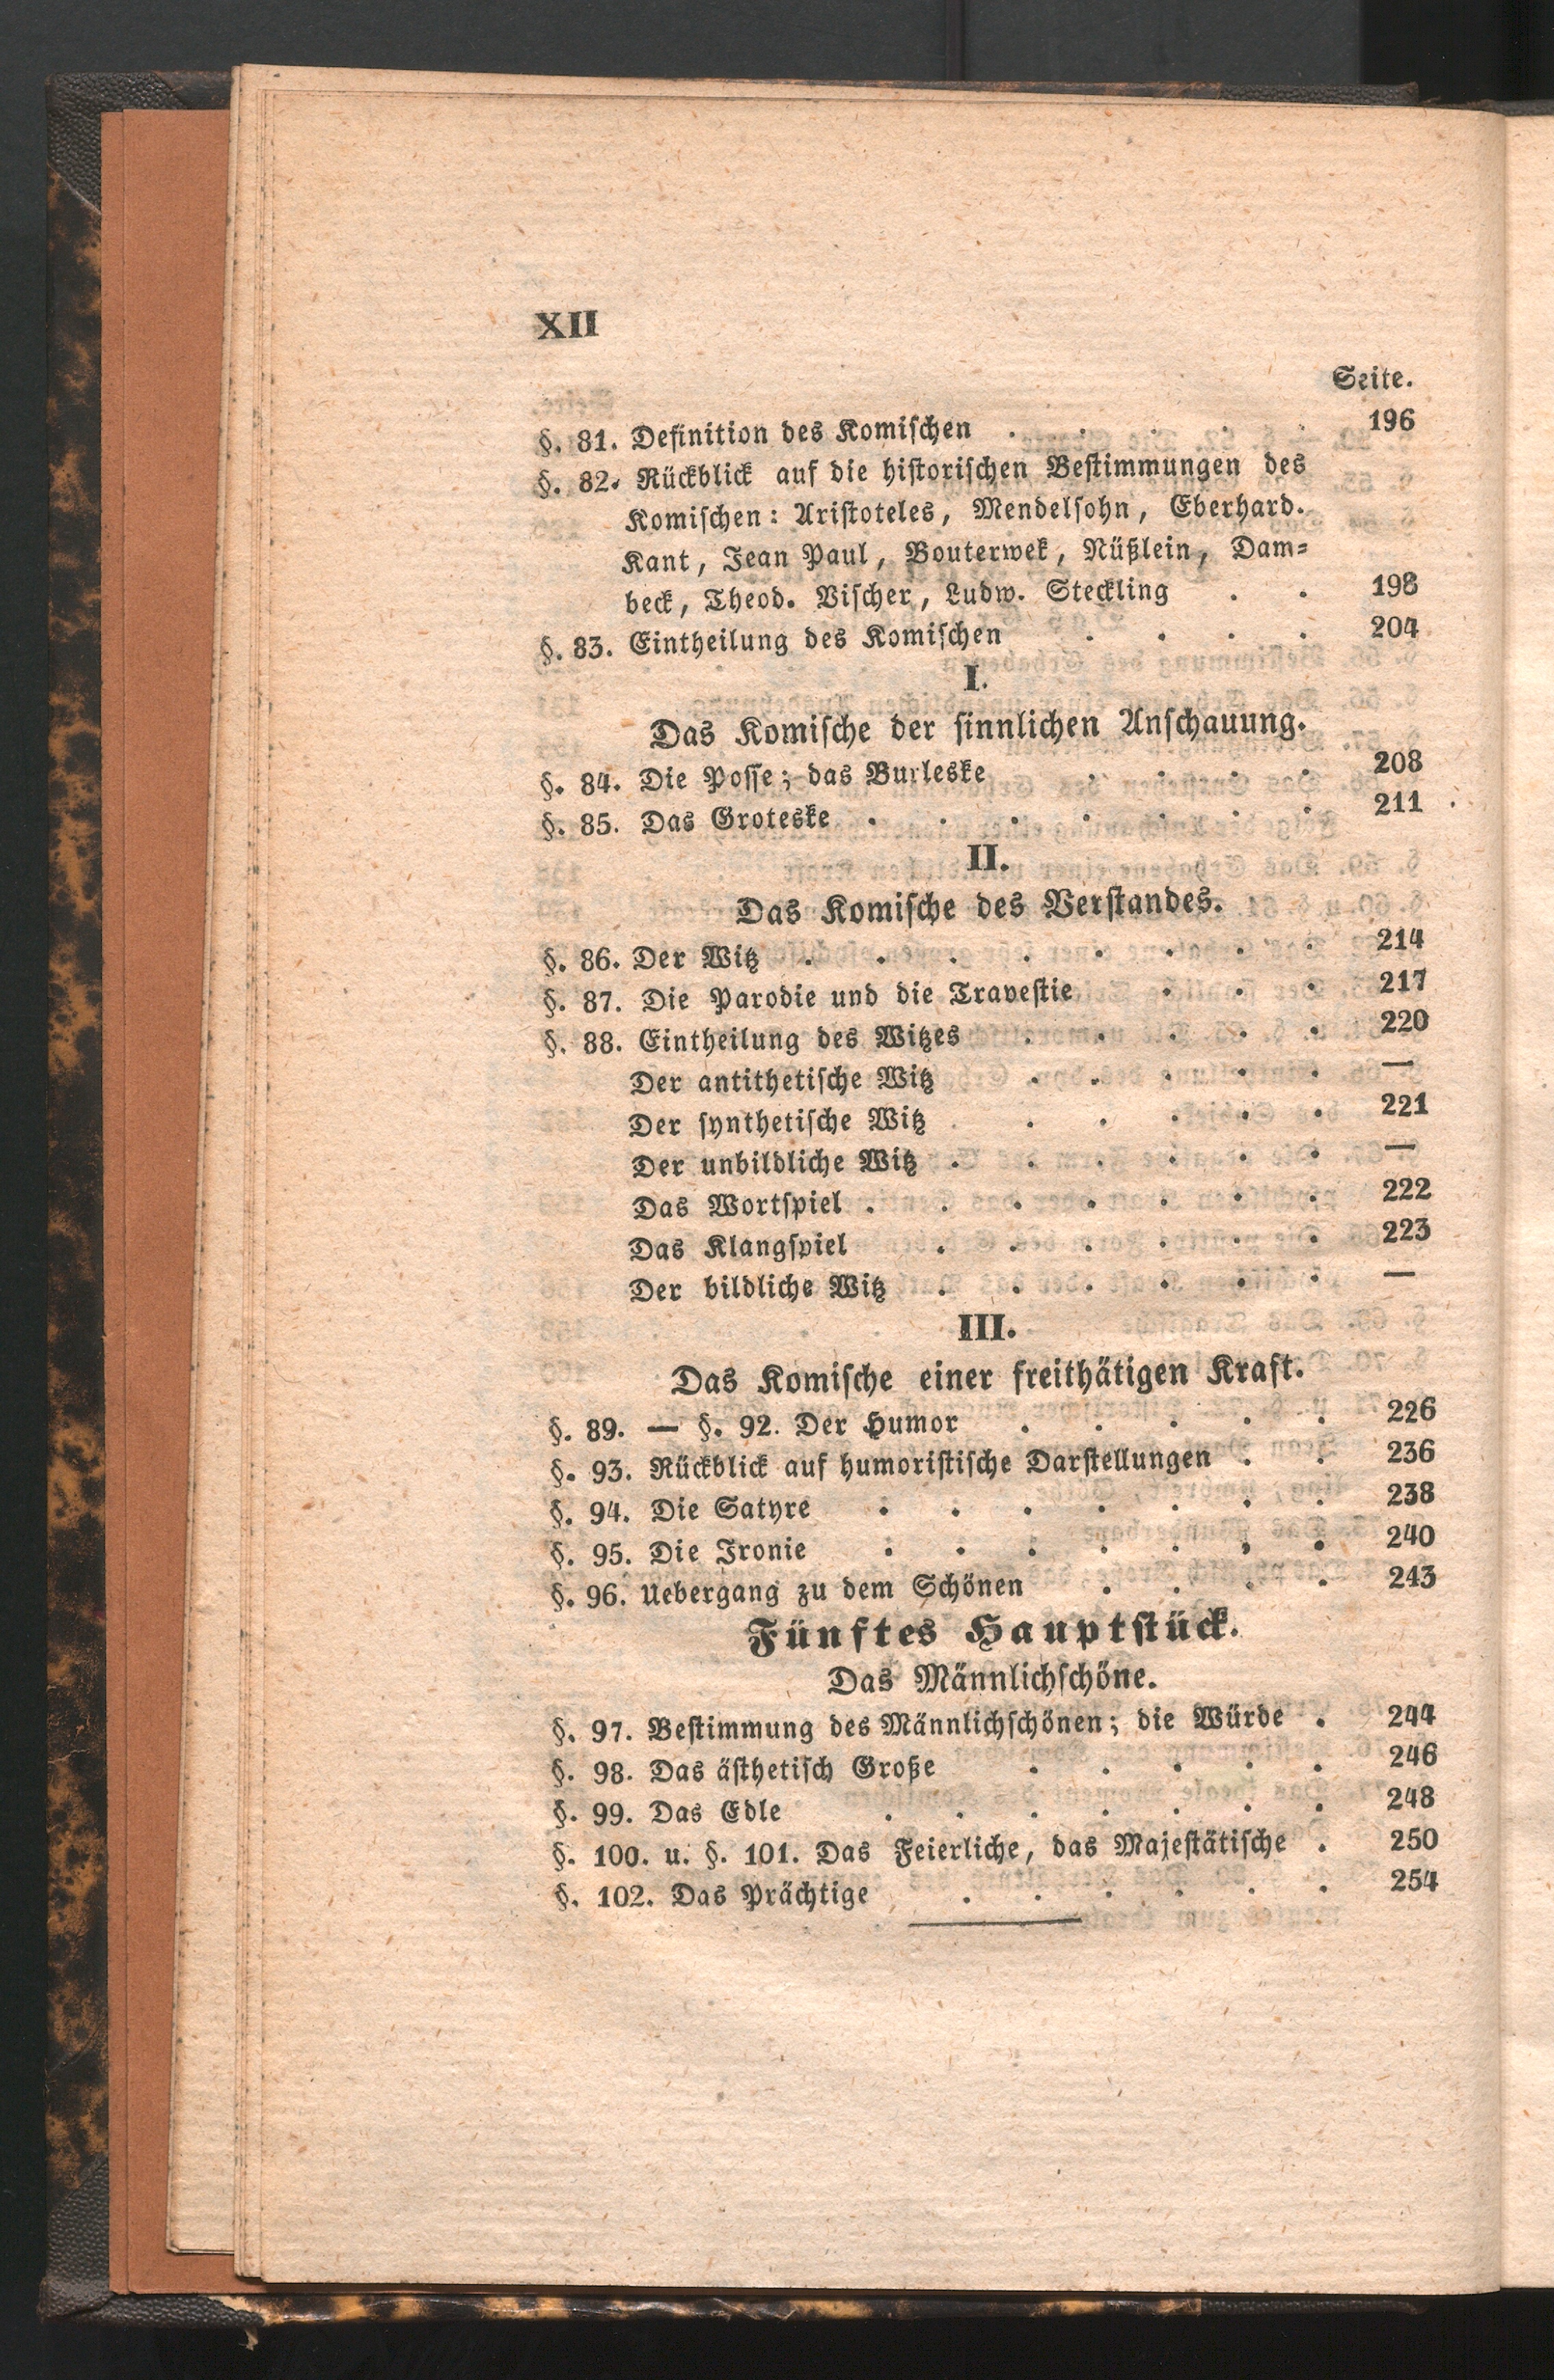 XII
Seite.
§. 81. Definition des Komiſchen . . . . . 196
§. 82. Rückblick auf die hiſtoriſchen Beſtimmungen des
Komiſchen: Ariſtoteles, Mendelſohn, Eberhard.
Kant, Jean Paul, Bouterwek, Nüßlein, Dam⸗
beck, Theod. Viſcher, Ludw. Steckling . . 198
§. 83. Eintheilung des Komiſchen . . . . 204
I.
Das Komiſche der ſinnlichen Anſchauung.
§. 84. Die Poſſe; das Burleske . . . . 208
§. 85. Das Groteske . . . . . . . 211
II.
Das Komiſche des Verſtandes.
§. 86. Der Witz . . . . . . . . 214
§. 87. Die Parodie und die Traveſtie . . . 217
§. 88. Eintheilung des Witzes . . . . . 220
Der antithetiſche Witz . . . . . —
Der ſynthetiſche Witz . . . . . 221
Der unbildliche Witz . . . . . . —
Das Wortſpiel . . . . . . . 222
Das Klangſpiel . . . . . . 223
Der bildliche Witz . . . . . . —
III.
Das Komiſche einer freithätigen Kraft.
§. 89. — §. 92. Der Humor . . . . . 226
§. 93. Rückblick auf humoriſtiſche Darſtellungen . . 236
§. 94. Die Satyre . . . . . . . 238
§. 95. Die Ironie . . . . . . . 240
§. 96. Uebergang zu dem Schönen . . . . 243
Fünftes Hauptſtück.
Das Männlichſchöne.
§. 97. Beſtimmung des Männlichſchönen; die Würde . 244
§. 98. Das äſthetiſch Große . . . . . 246
§. 99. Das Edle . . . . . . . 248
§. 100. u. §. 101. Das Feierliche, das Majeſtätiſche . 250
§. 102. Das Prächtige . . . . . . 254